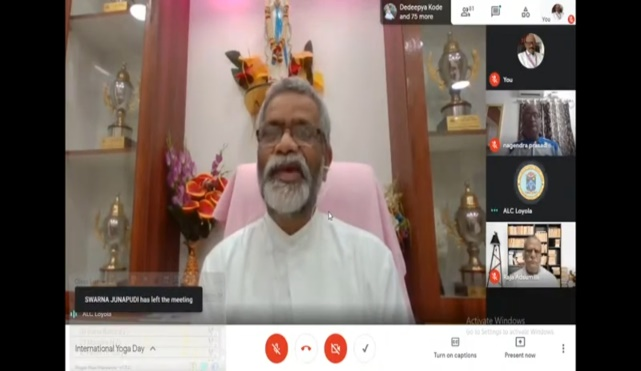 Dedeepya Kode
and 75 more
You
You
nagendra prasad
ALC Loyola
SWARNA JUNAPUDI has left the meeting
ALC Loyola
Activate Windows
Go to Settings to activate Windows.
International Yoga Day
Turn on captions
Present now